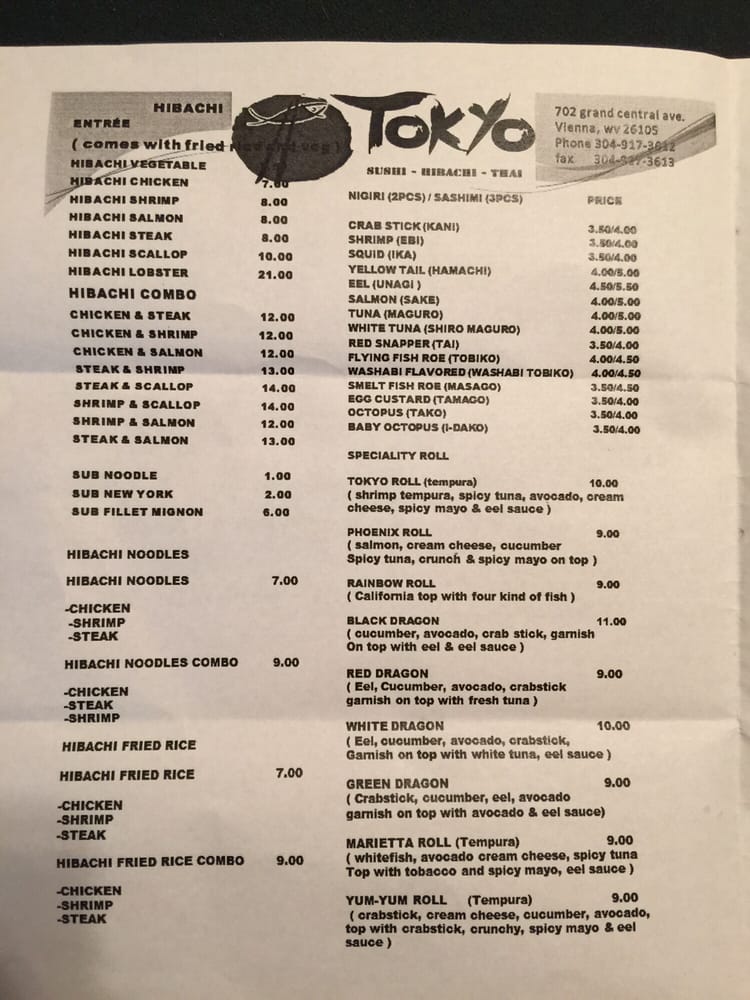 HIBACHI
ENTRÉE
( comes with fried and veg )
HIBACHI VEGETABLE
HIBACHI CHICKEN 7.00
HIBACHI SHRIMP 8.00
HIBACHI SALMON 8.00
HIBACHI STEAK 8.00
HIBACHI SCALLOP 10.00
HIBACHI LOBSTER 21.00
HIBACHI COMBO
CHICKEN & STEAK 12.00
CHICKEN & SHRIMP 12.00
CHICKEN & SALMON 12.00
STEAK & SHRIMP 13.00
STEAK & SCALLOP 14.00
SHRIMP & SCALLOP 14.00
SHRIMP & SALMON 12.00
STEAK & SALMON 13.00
SUB NOODLE 1.00
SUB NEW YORK 2.00
SUB FILLET MIGNON 6.00
HIBACHI NOODLES
HIBACHI NOODLES 7.00
-CHICKEN
-SHRIMP
-STEAK
HIBACHI NOODLES COMBO 9.00
-CHICKEN
-STEAK
-SHRIMP
HIBACHI FRIED RICE
HIBACHI FRIED RICE 7.00
-CHICKEN
-SHRIMP
-STEAK
HIBACHI FRIED RICE COMBO 9.00
-CHICKEN
-SHRIMP
-STEAK
TOKYO
SUSHI - HIBACHI - THAI
702 grand central ave.
Vienna, wv 26105
Phone 304-917-3612
fax 304-917-3613
NIGIRI (2PCS) / SASHIMI (3PCS) PRICE
CRAB STICK (KANI) 3.50/4.00
SHRIMP (EBI) 3.50/4.00
SQUID (IKA) 3.50/4.00
YELLOW TAIL (HAMACHI) 4.00/5.00
EEL (UNAGI ) 4.50/5.50
SALMON (SAKE) 4.00/5.00
TUNA (MAGURO) 4.00/5.00
WHITE TUNA (SHIRO MAGURO) 4.00/5.00
RED SNAPPER (TAI) 3.50/4.00
FLYING FISH ROE (TOBIKO) 4.00/4.50
WASHABI FLAVORED (WASHABI TOBIKO) 4.00/4.50
SMELT FISH ROE (MASAGO) 3.50/4.50
EGG CUSTARD (TAMAGO) 3.50/4.00
OCTOPUS (TAKO) 3.50/4.00
BABY OCTOPUS (I-DAKO) 3.50/4.00
SPECIALITY ROLL
TOKYO ROLL (tempura) 10.00
( shrimp tempura, spicy tuna, avocado, cream
cheese, spicy mayo & eel sauce )
PHOENIX ROLL 9.00
( salmon, cream cheese, cucumber
Spicy tuna, crunch & spicy mayo on top )
RAINBOW ROLL 9.00
( California top with four kind of fish )
BLACK DRAGON 11.00
( cucumber, avocado, crab stick, garnish
On top with eel & eel sauce )
RED DRAGON 9.00
( Eel, Cucumber, avocado, crabstick
garnish on top with fresh tuna )
WHITE DRAGON 10.00
( Eel, cucumber, avocado, crabstick,
Garnish on top with white tuna, eel sauce )
GREEN DRAGON 9.00
( Crabstick, cucumber, eel, avocado
garnish on top with avocado & eel sauce)
MARIETTA ROLL (Tempura) 9.00
( whitefish, avocado cream cheese, spicy tuna
Top with tobacco and spicy mayo, eel sauce )
YUM-YUM ROLL (Tempura) 9.00
( crabstick, cream cheese, cucumber, avocado,
top with crabstick, crunchy, spicy mayo & eel
sauce )